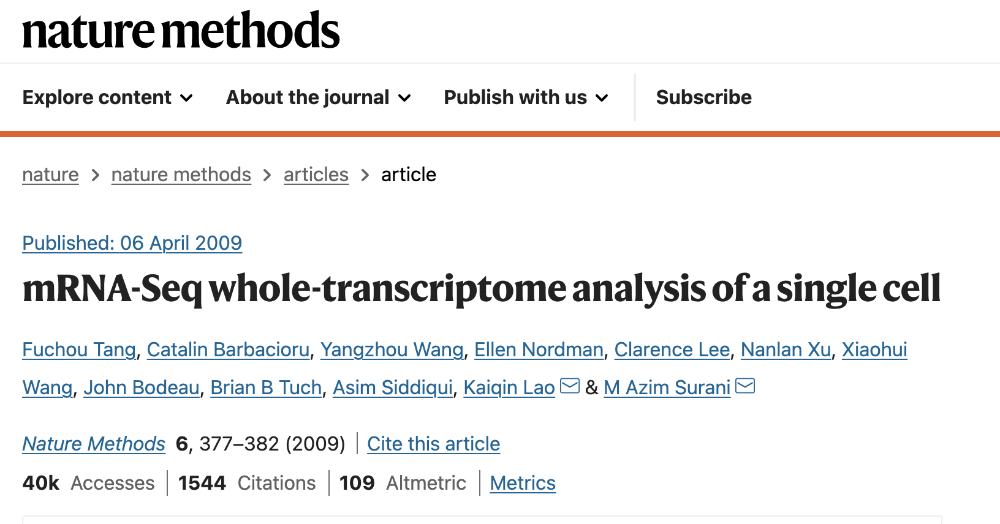 nature methods
Explore content About the journal Publish with us Subscribe
nature > nature methods > articles > article
Published: 06 April 2009
mRNA-Seq whole-transcriptome analysis of a single cell
Fuchou Tang, Catalin Barbacioru, Yangzhou Wang, Ellen Nordman, Clarence Lee, Nanlan Xu, Xiaohui
Wang, John Bodeau, Brian B Tuch, Asim Siddiqui, Kaiqin Lao & M Azim Surani
Nature Methods 6, 377–382 (2009) | Cite this article
40k Accesses | 1544 Citations | 109 Altmetric | Metrics